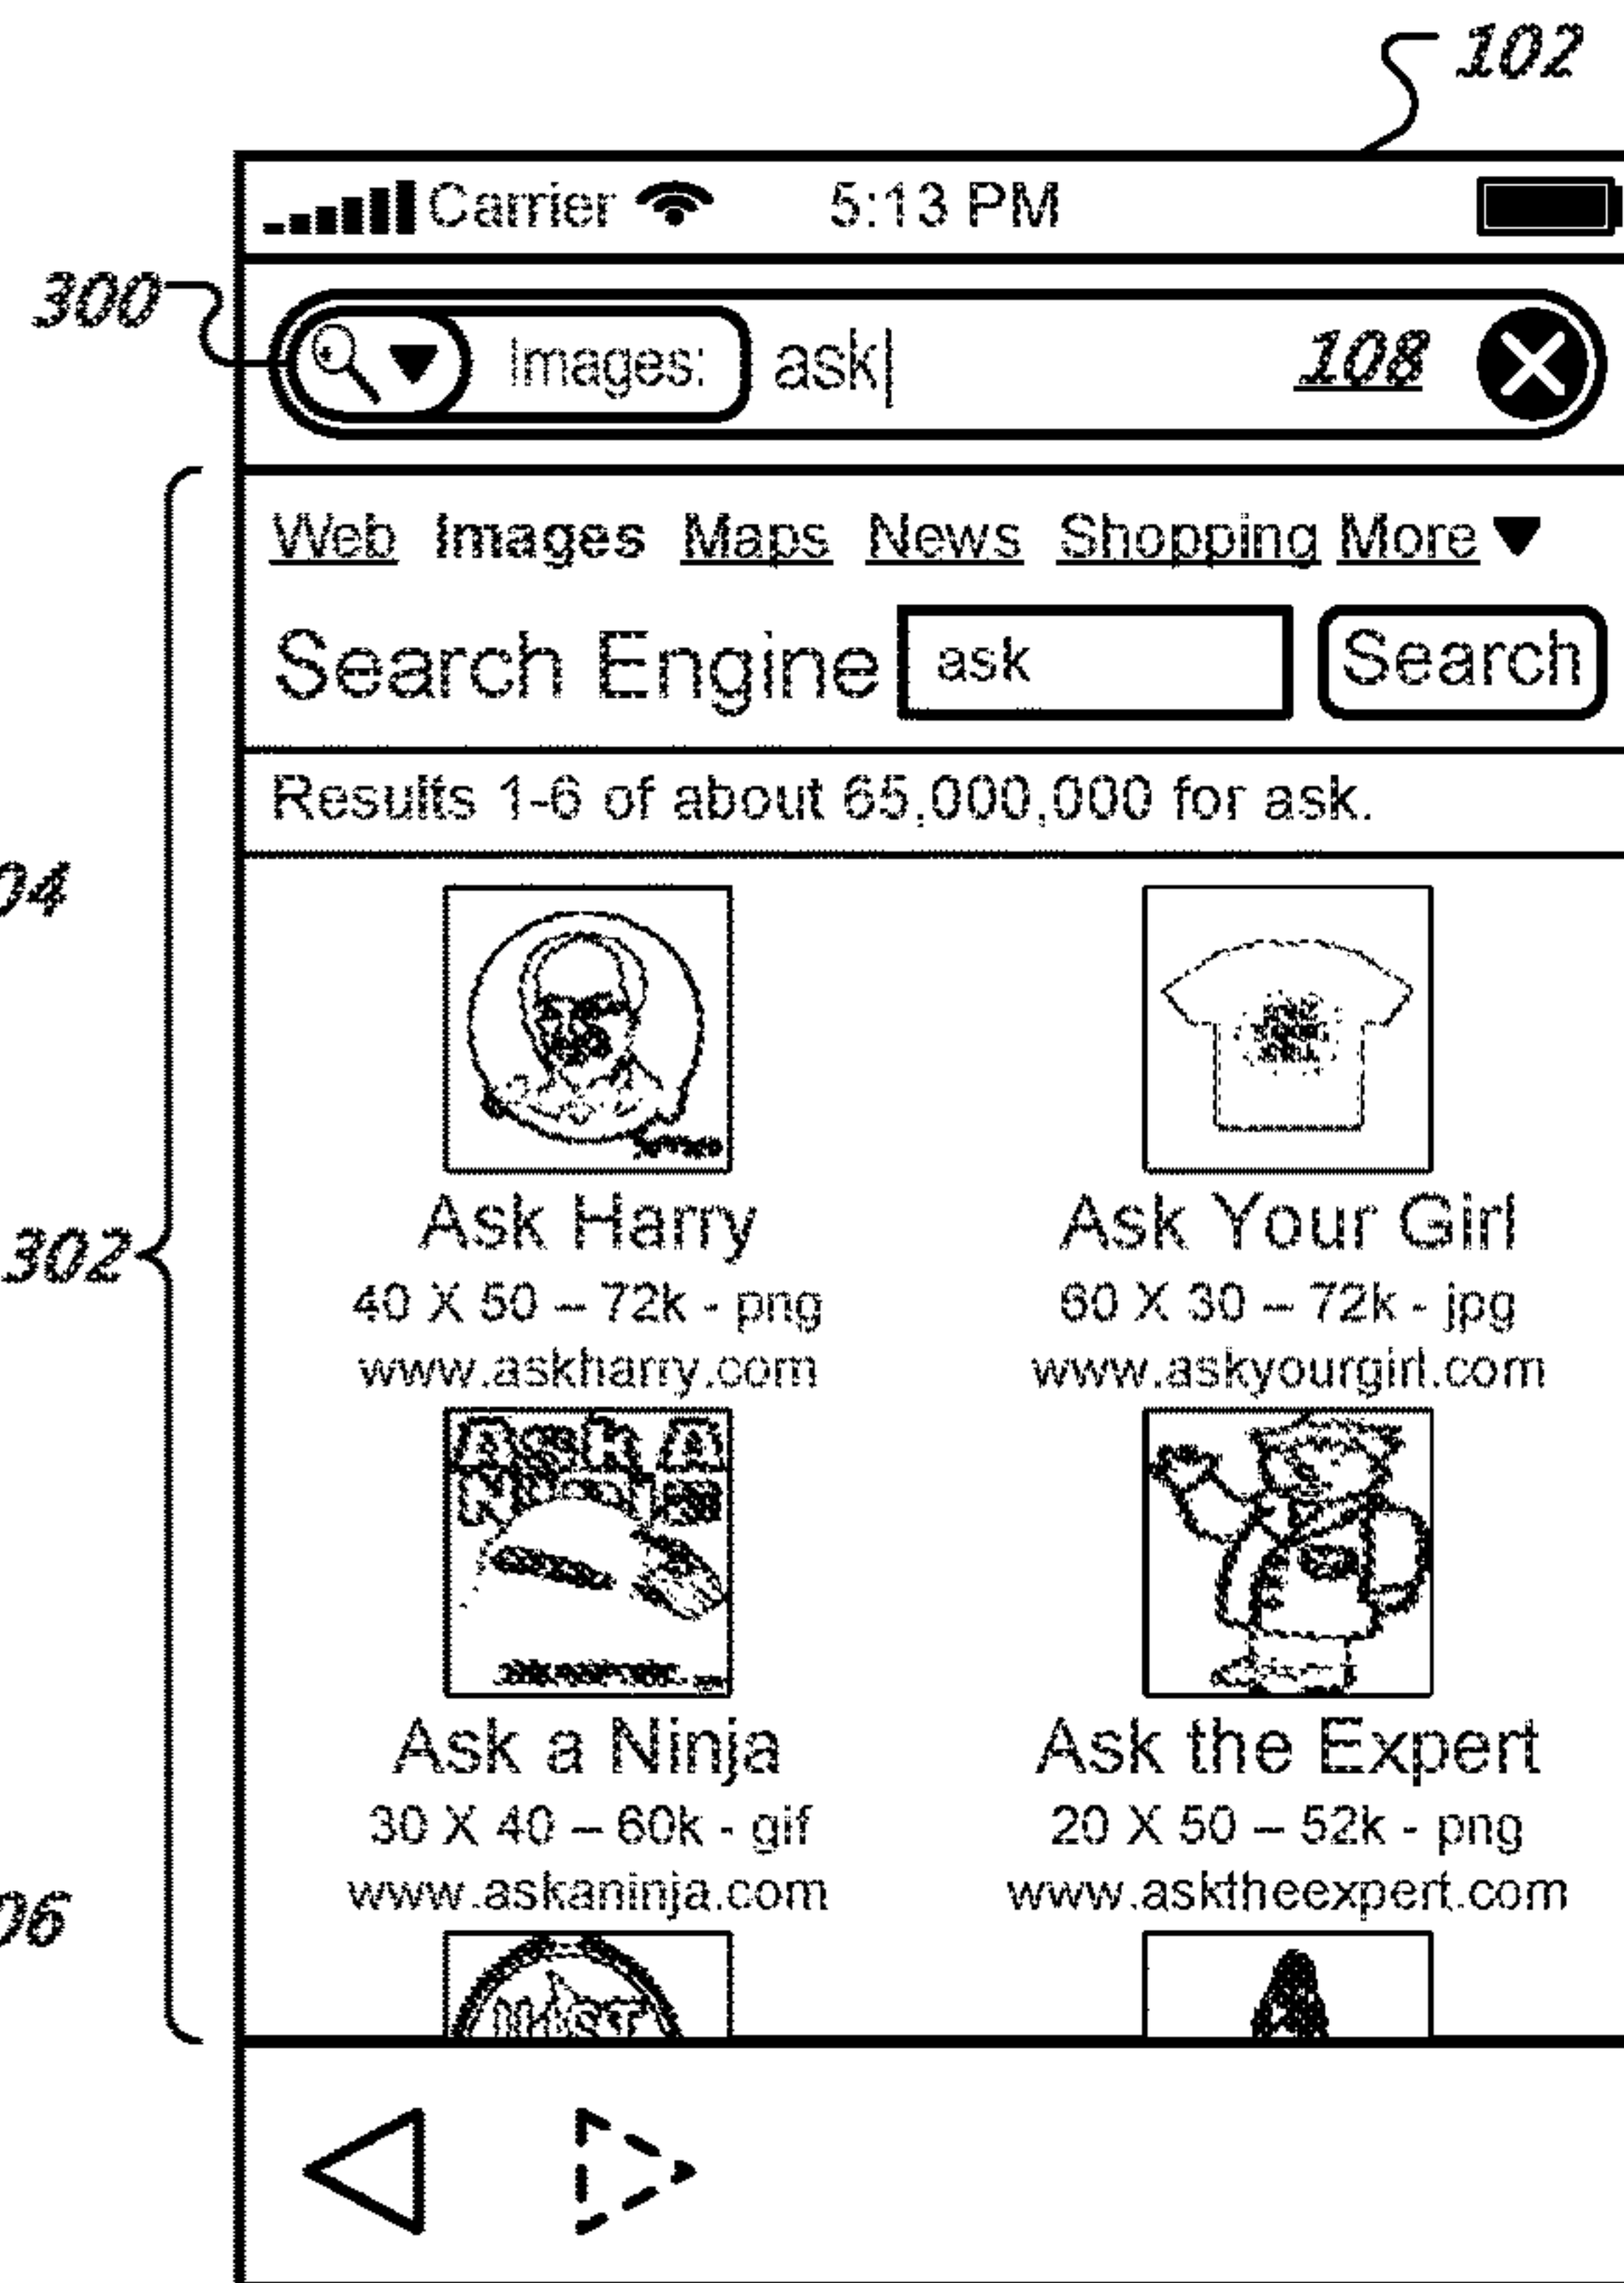 102
Carrier 5:13 PM
300
Images: ask 108
Web Images Maps News Shopping More
Search Engine ask Search
Results 1-6 of about 65,000,000 for ask.
04
302
Ask Harry Ask Your Girl
40 X 50 – 72k - png 60 X 30 – 72k - jpg
www.askharry.com www.askyourgirl.com
Ask A
Ask a Ninja Ask the Expert
30 X 40 – 60k - gif 20 X 50 – 52k - png
www.askaninja.com www.asktheexpert.com
06